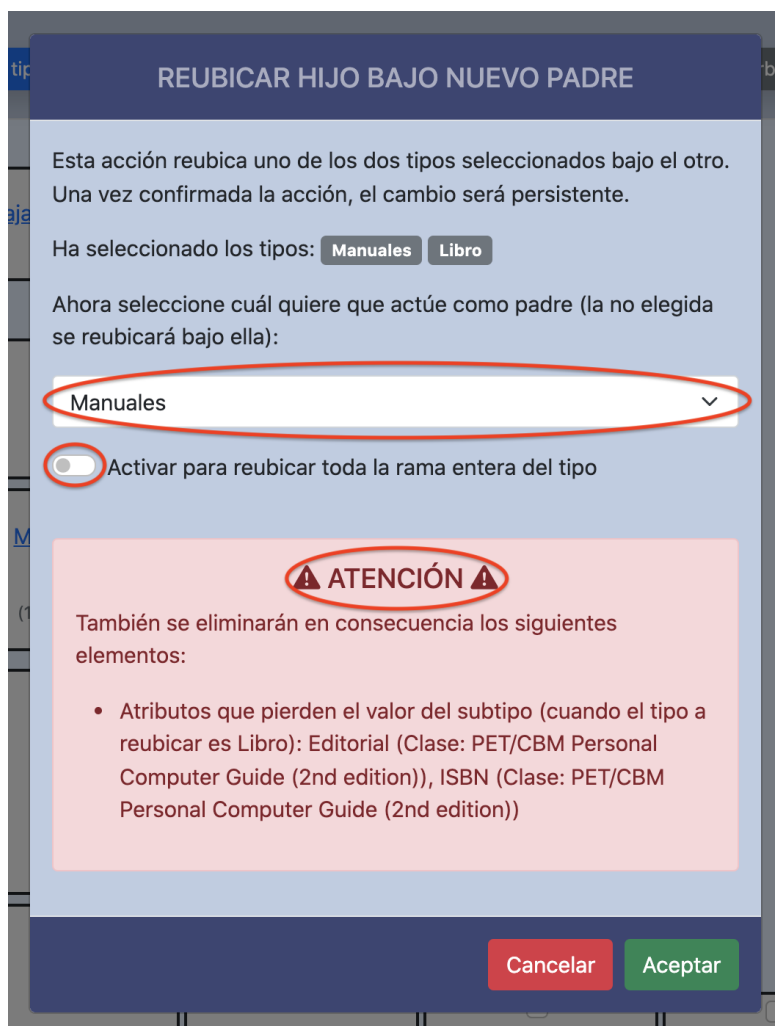 tip
REUBICAR HIJO BAJO NUEVO PADRE
Esta acción reubica uno de los dos tipos seleccionados bajo el otro.
Una vez confirmada la acción, el cambio será persistente.
aja
Ha seleccionado los tipos: Manuales Libro
Ahora seleccione cuál quiere que actúe como padre (la no elegida
se reubicará bajo ella):
Manuales
Activar para reubicar toda la rama entera del tipo
M
ATENCIÓN
(1
También se eliminarán en consecuencia los siguientes
elementos:
• Atributos que pierden el valor del subtipo (cuando el tipo a
reubicar es Libro): Editorial (Clase: PET/CBM Personal
Computer Guide (2nd edition)), ISBN (Clase: PET/CBM
Personal Computer Guide (2nd edition))
Cancelar Aceptar